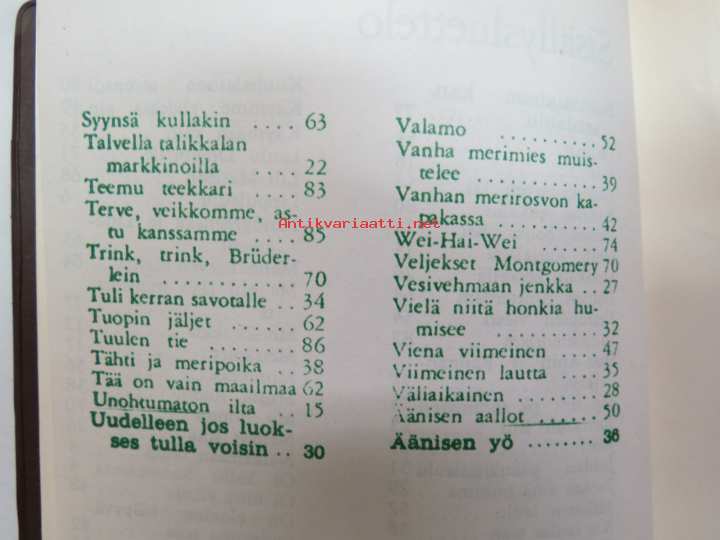 Sisällysluettelo
Syynsä kullakin .... 63
Talvella talikkalan
markkinoilla .... 22
Teemu teekkari .... 83
Terve, veikkomme, as-
tu kanssamme ... 85
Trink, trink, Brüder-
lein ............ 70
Tuli kerran savotalle . 34
Tuopin jäljet ...... 62
Tuulen tie ........ 86
Tähti ja meripoika .. 38
Tää on vain maailmaa 62
Unohtumaton ilta .. 15
Uudelleen jos luok-
ses tulla voisin .. 30
Valamo .......... 52
Vanha merimies muis-
telee ............ 39
Vanhan merirosvon ka-
pakassa ........ 42
Wei-Hai-Wei ..... 74
Veljekset Montgomery 70
Vesivehmaan jenkka .. 27
Vielä niitä honkia hu-
misee .......... 32
Viena viimeinen .... 47
Viimeinen lautta .... 35
Väliaikainen ....... 28
Äänisen aallot ...... 50
Äänisen yö ........ 36
Antikvariaatti.net